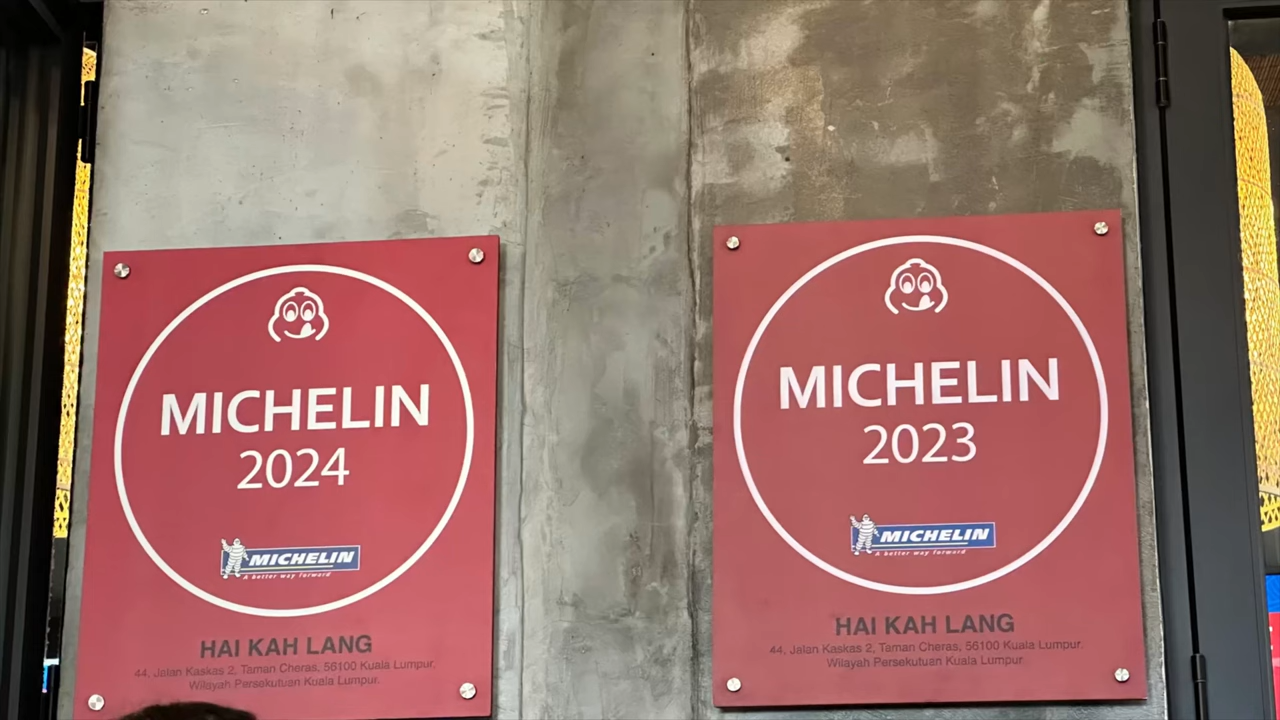 MICHELIN
2024
MICHELIN
A better way forward
HAI KAH LANG
44, Jalan Kaskas 2, Taman Cheras, 56100 Kuala Lumpur,
Wilayah Persekutuan Kuala Lumpur.
MICHELIN
2023
MICHELIN
A better way forward
HAI KAH LANG
44, Jalan Kaskas 2, Taman Cheras, 56100 Kuala Lumpur.
Wilayah Persekutuan Kuala Lumpur